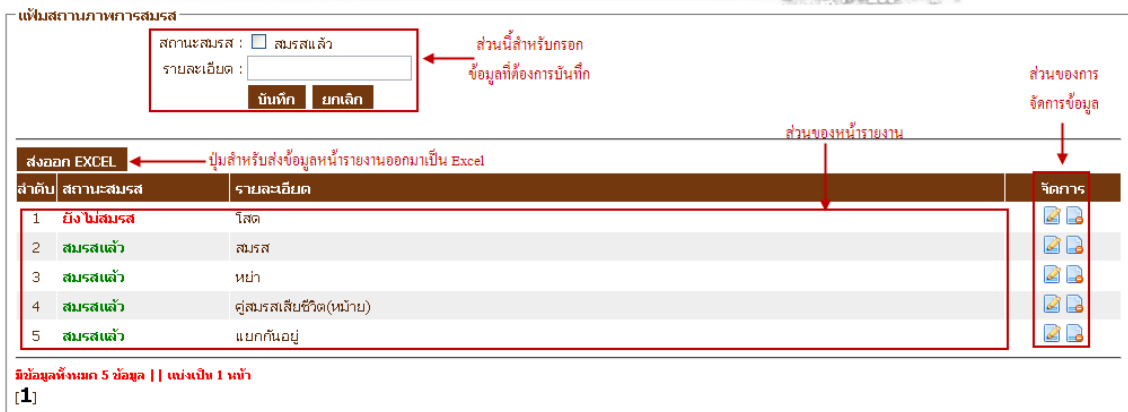 แฟ้มสถานภาพการสมรส
สถานะสมรส : สมรสแล้ว
รายละเอียด :
บันทึก ยกเลิก
ส่วนนี้สำหรับกรอก
ข้อมูลที่ต้องการบันทึก
ส่วนของการ
จัดการข้อมูล
ส่วนของหน้ารายงาน
ส่งออก EXCEL ปุ่มสำหรับส่งข้อมูลหน้ารายงานออกมาเป็น Excel
ลำดับ สถานะสมรส รายละเอียด จัดการ
1 ยังไม่สมรส โสด
2 สมรสแล้ว สมรส
3 สมรสแล้ว หย่า
4 สมรสแล้ว คู่สมรสเสียชีวิต(หม้าย)
5 สมรสแล้ว แยกกันอยู่
มีข้อมูลทั้งหมด 5 ข้อมูล || แบ่งเป็น 1 หน้า
[1]